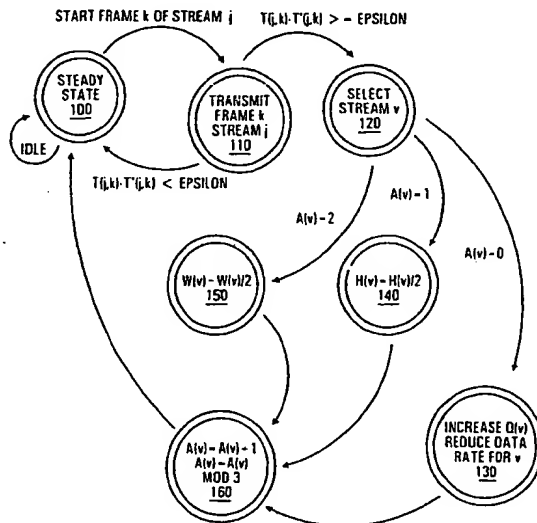 START FRAME k OF STREAM j
T(j,k)-T'(j,k) > = EPSILON
STEADY
STATE
100
TRANSMIT
FRAME k
STREAM j
110
SELECT
STREAM v
120
IDLE
T(j,k)-T'(j,k) < EPSILON
A(v)=2
A(v)=1
A(v)=0
W(v) = W(v)/2
150
H(v) = H(v)/2
140
A(v) = A(v) + 1
A(v) = A(v)
MOD 3
160
INCREASE Q(v)
REDUCE DATA
RATE FOR v
130